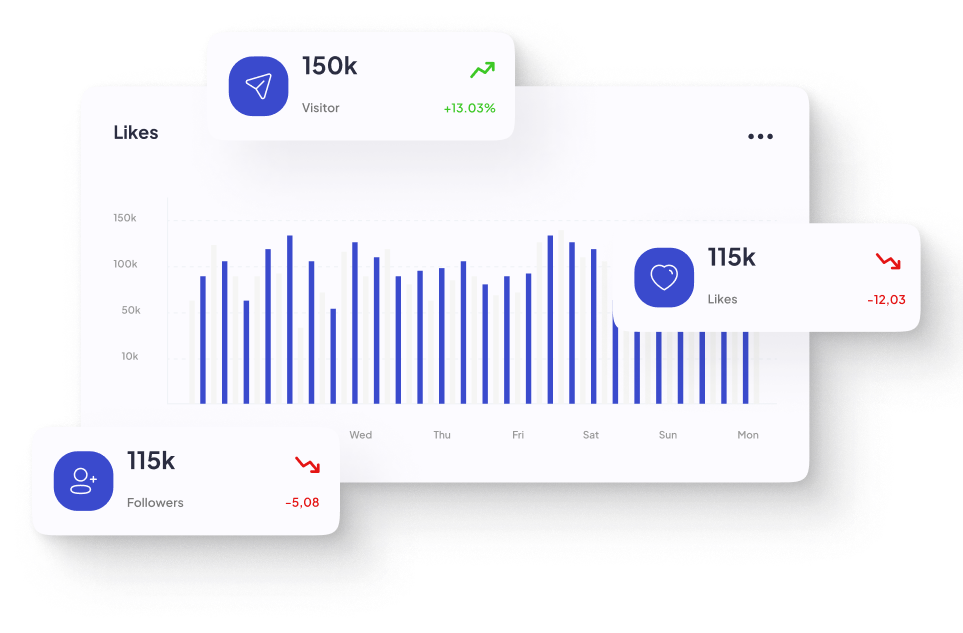 150k
Visitor
+13.03%
Likes
150k
100k
50k
10k
115k
Likes
-12,03
Wed
Thu
Fri
Sat
Sun
Mon
115k
Followers
-5,08